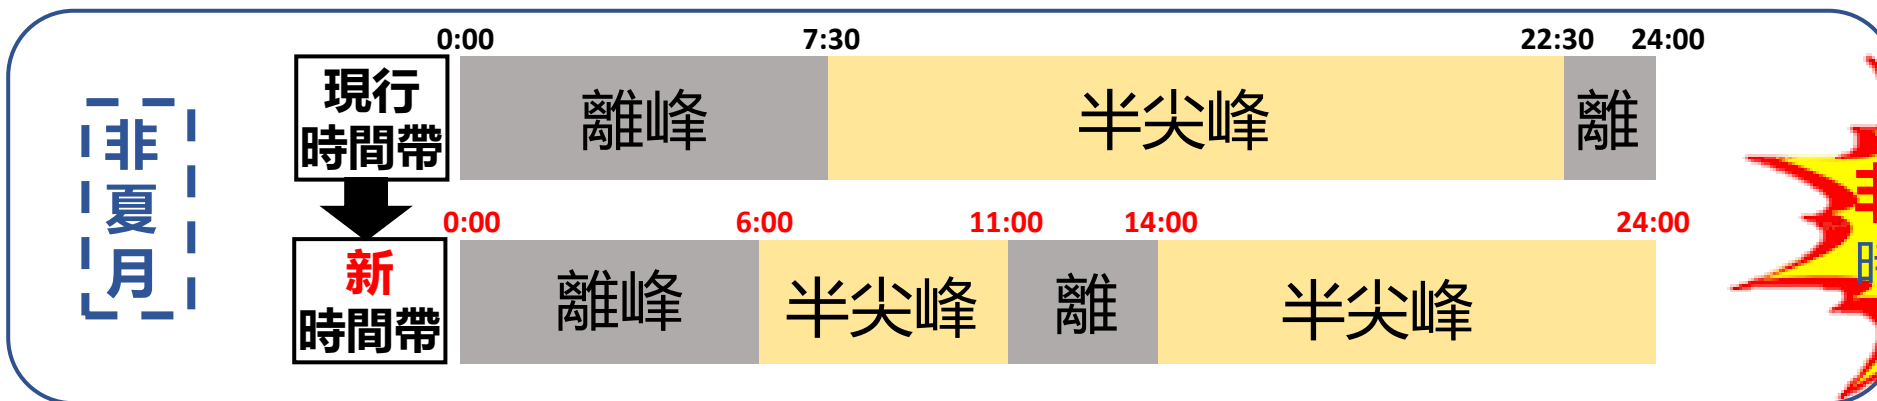 非
夏
月
現行
時間帶
0:00 7:30 22:30 24:00
離峰 半尖峰 離
新
時間帶
0:00 6:00 11:00 14:00 24:00
離峰 半尖峰 離 半尖峰